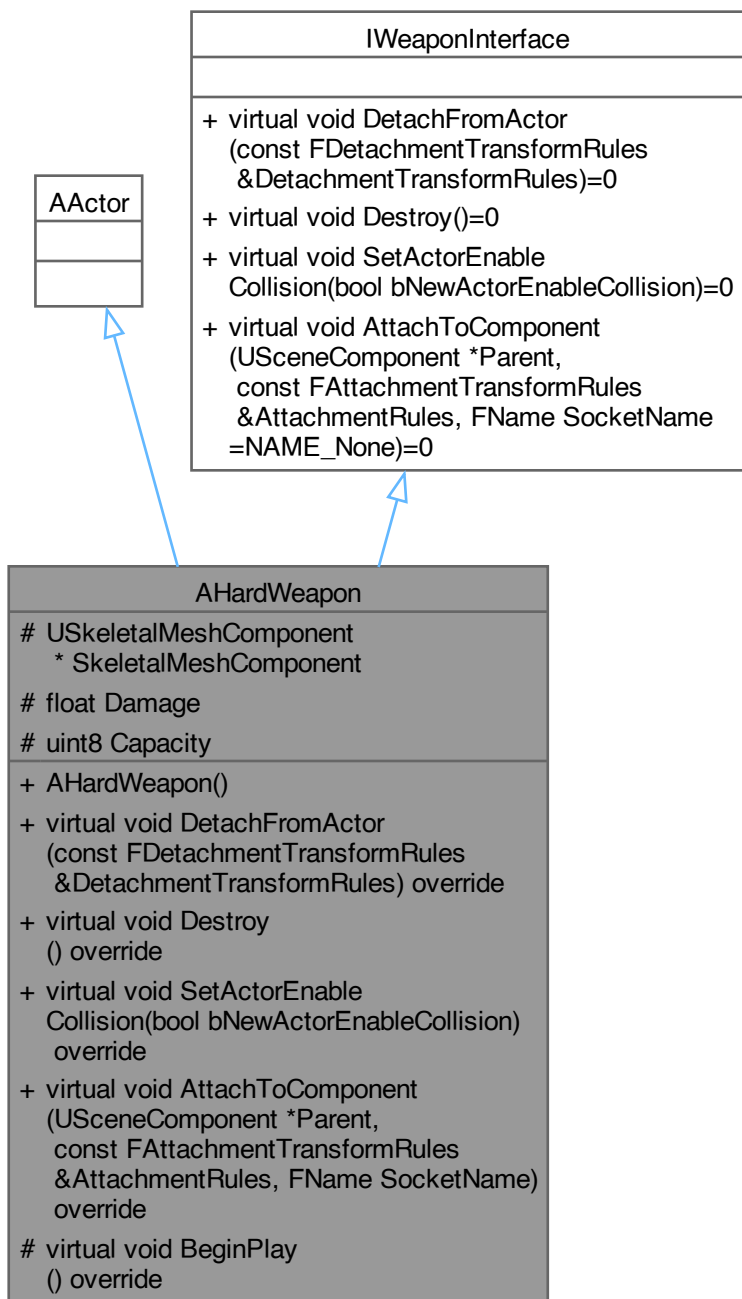 IWeaponInterface
+ virtual void DetachFromActor
(const FDetachmentTransformRules
&DetachmentTransformRules)=0
+ virtual void Destroy()=0
+ virtual void SetActorEnable
Collision(bool bNewActorEnableCollision)=0
+ virtual void AttachToComponent
(USceneComponent *Parent,
const FAttachmentTransformRules
&AttachmentRules, FName SocketName
=NAME_None)=0
AActor
AHardWeapon
# USkeletalMeshComponent
* SkeletalMeshComponent
# float Damage
# uint8 Capacity
+ AHardWeapon()
+ virtual void DetachFromActor
(const FDetachmentTransformRules
&DetachmentTransformRules) override
+ virtual void Destroy
() override
+ virtual void SetActorEnable
Collision(bool bNewActorEnableCollision)
override
+ virtual void AttachToComponent
(USceneComponent *Parent,
const FAttachmentTransformRules
&AttachmentRules, FName SocketName)
override
# virtual void BeginPlay
() override